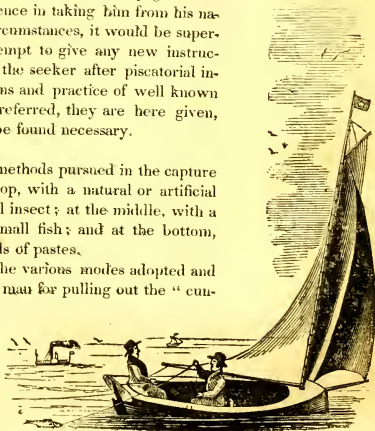 ence in taking him from his na-
rcumstances, it would be super-
empt to give any new instruc-
the seeker after piscatorial in-
ns and practice of well known
referred, they are here given,
be found necessary.
methods pursued in the capture
op, with a natural or artificial
l insect; at the middle, with a
mall fish; and at the bottom,
ls of pastes.
he various modes adopted and
man for pulling out the “ cun-